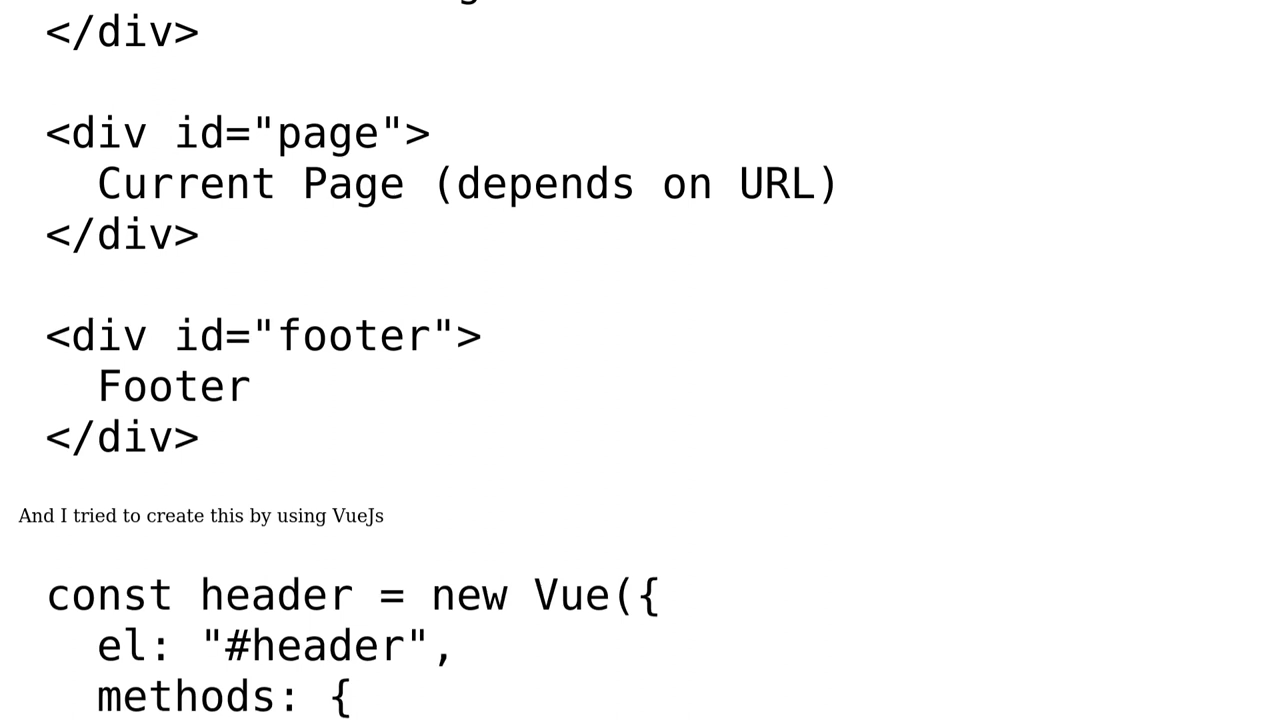 </div>
<div id="page">
Current Page (depends on URL)
</div>
<div id="footer">
Footer
</div>
And I tried to create this by using VueJs
const header = new Vue({
el: "#header",
methods: {